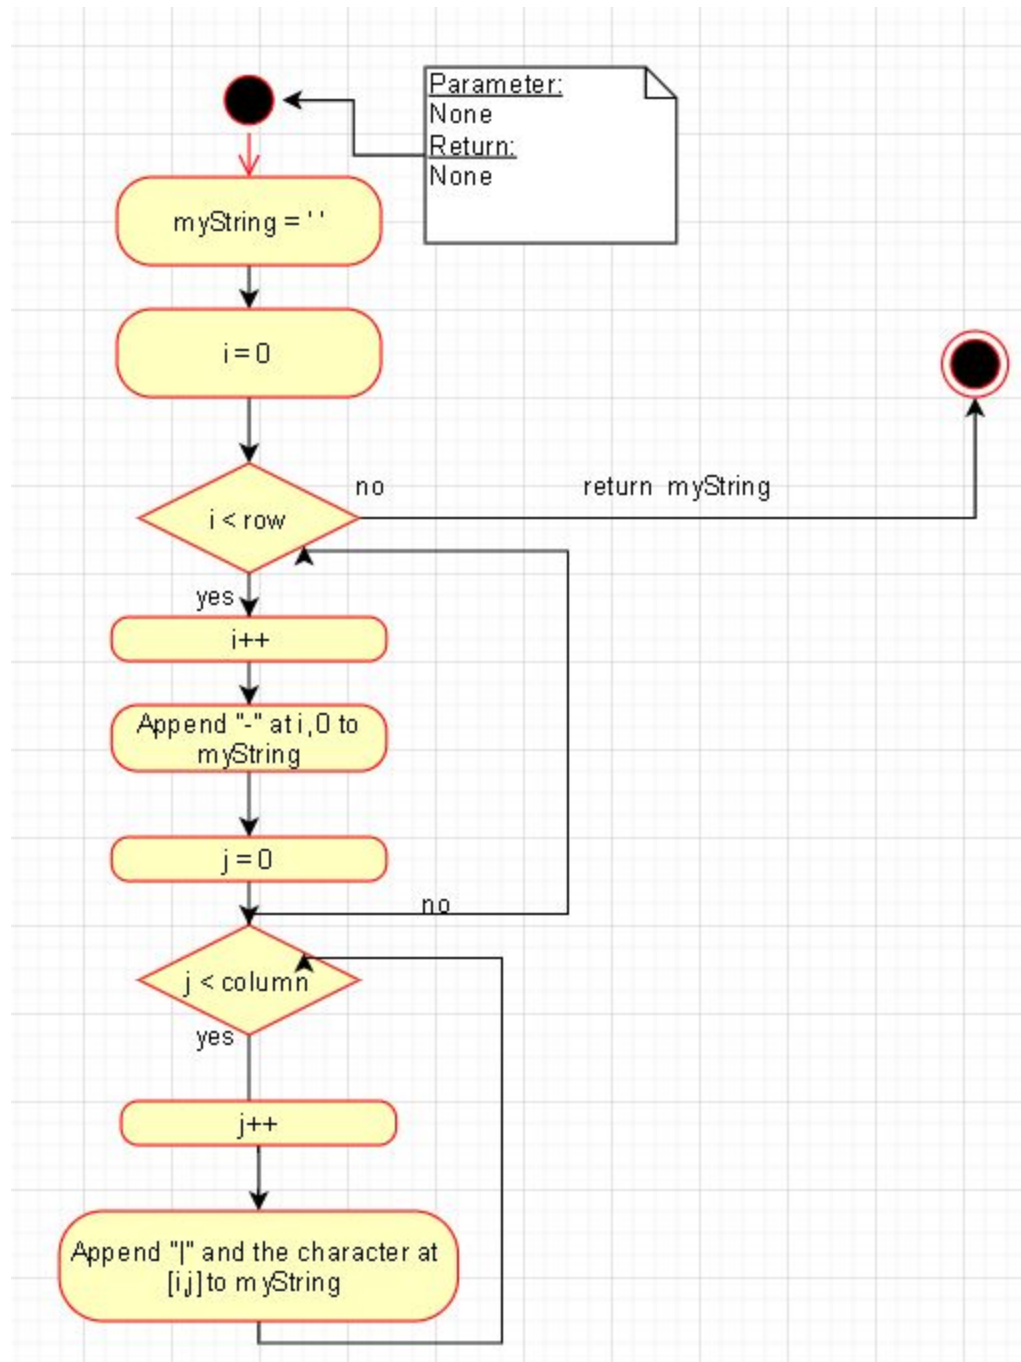 Parameter:
None
Return:
None
myString = ' '
i = 0
i < row
no
return myString
yes
i++
Append "-" at i,0 to
myString
j = 0
no
j < column
yes
j++
Append "|" and the character at
[i,j] to myString